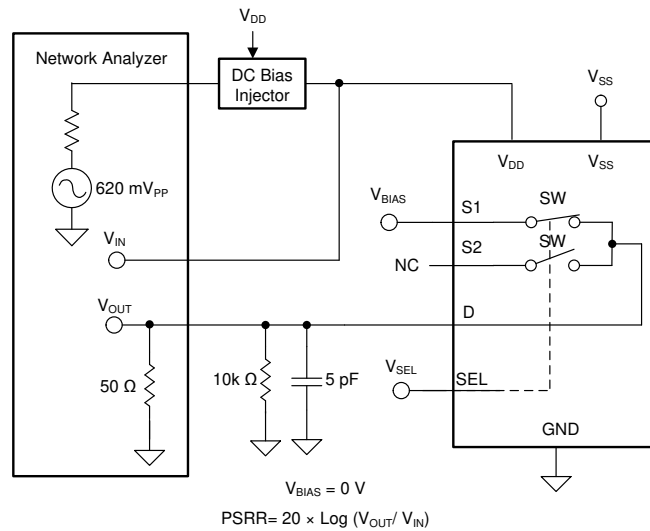 V_DD
Network Analyzer
DC Bias
Injector
V_SS
620 mV_PP
V_DD
V_SS
V_BIAS
S1
SW
V_IN
S2
SW
NC
V_OUT
D
50 Ω
10k Ω
5 pF
V_SEL
SEL
GND
V_BIAS = 0 V
PSRR= 20 × Log (V_OUT/ V_IN)